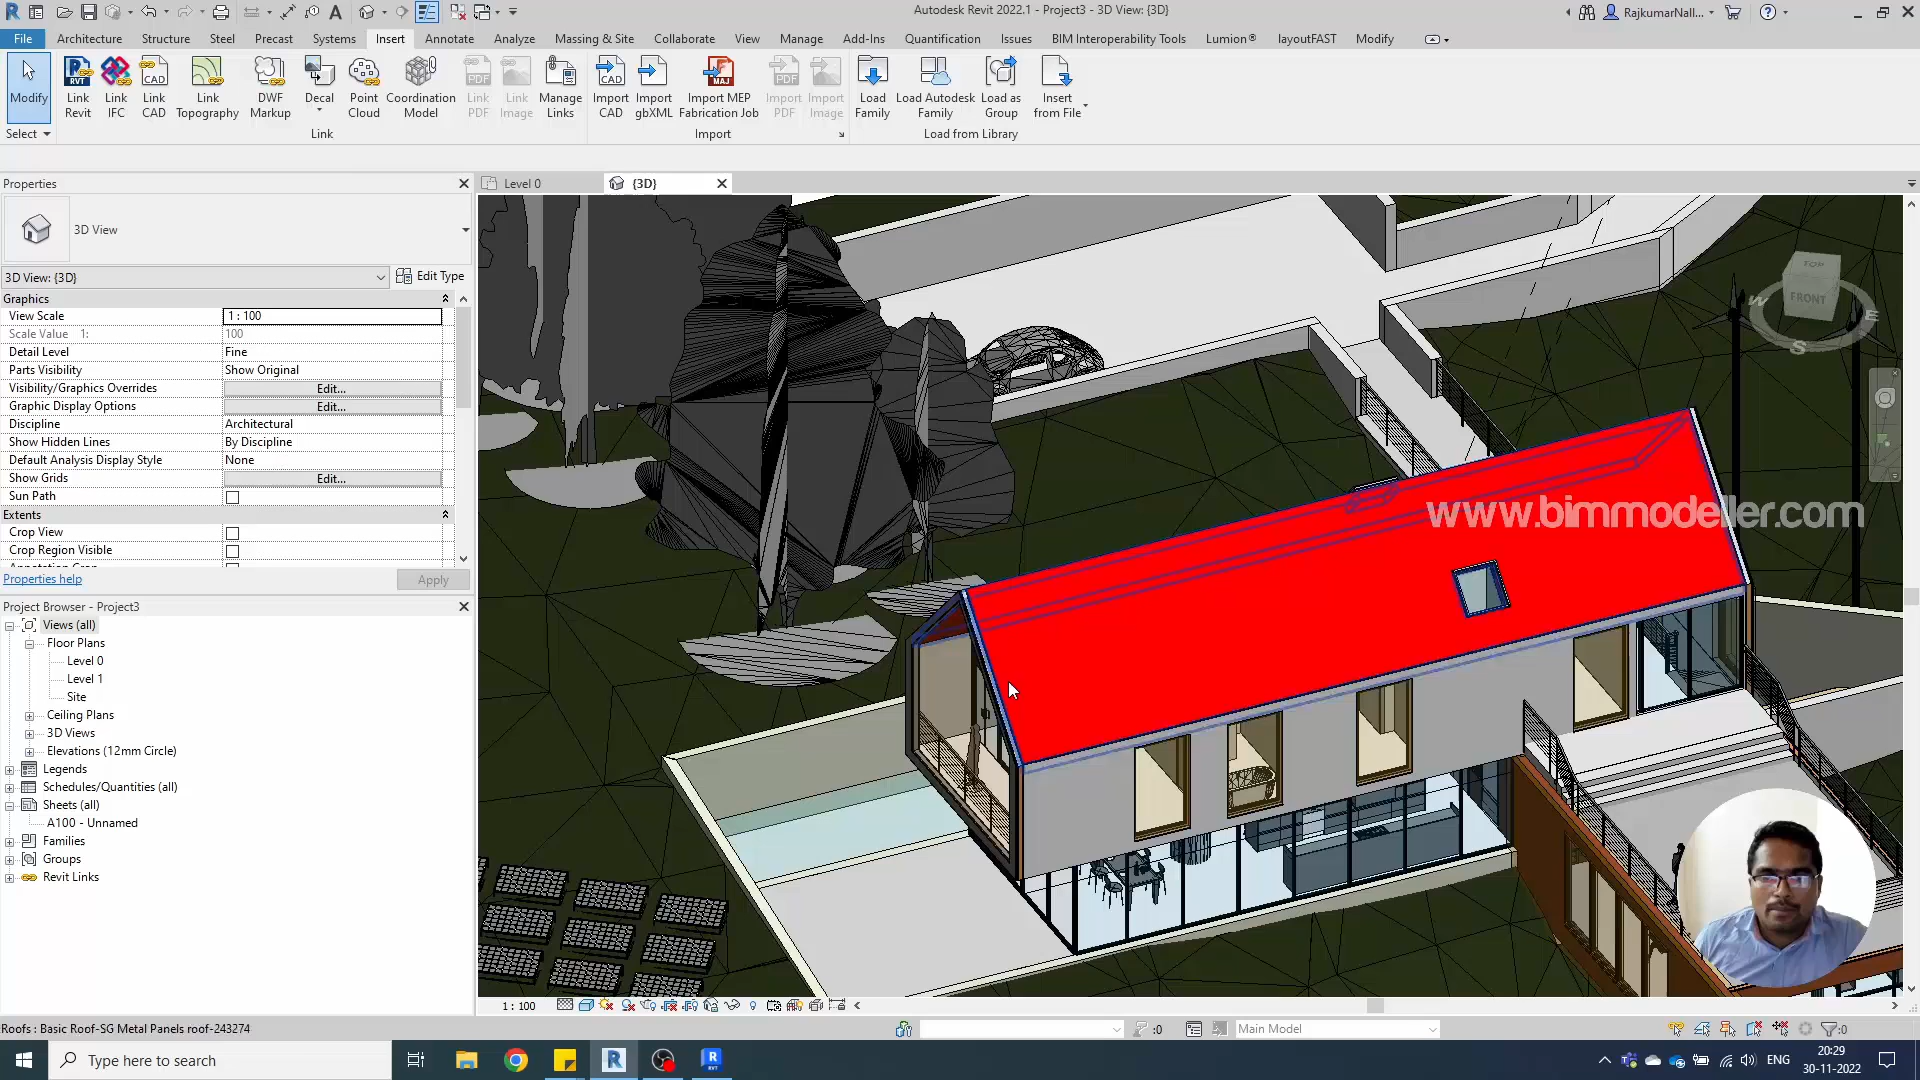 Autodesk Revit 2022.1 - Project3 - 3D View: {3D}
RajkumarNall...
File Architecture Structure Steel Precast Systems Insert Annotate Analyze Massing & Site Collaborate View Manage Add-Ins Quantification Issues BIM Interoperability Tools Lumion® layoutFAST Modify
Modify
Link Revit
Link IFC
Link CAD
Link Topography
DWF Markup
Decal
Point Cloud
Coordination Model
Link PDF
Link Image
Manage Links
Import CAD
Import gbXML
Import MEP Fabrication Job
Import PDF
Import Image
Load Family
Load Autodesk Family
Load as Group
Insert from File
Select
Link
Import
Load from Library
Properties
3D View
3D View: {3D}
Edit Type
Graphics
View Scale 1 : 100
Scale Value 1: 100
Detail Level Fine
Parts Visibility Show Original
Visibility/Graphics Overrides Edit...
Graphic Display Options Edit...
Discipline Architectural
Show Hidden Lines By Discipline
Default Analysis Display Style None
Show Grids Edit...
Sun Path
Extents
Crop View
Crop Region Visible
Properties help
Apply
Project Browser - Project3
Views (all)
Floor Plans
Level 0
Level 1
Site
Ceiling Plans
3D Views
Elevations (12mm Circle)
Legends
Schedules/Quantities (all)
Sheets (all)
A100 - Unnamed
Families
Groups
Revit Links
Level 0
{3D}
TOP
FRONT
W
S
E
www.bimmodeller.com
1 : 100
Roofs : Basic Roof-SG Metal Panels roof-243274
:0
Main Model
:0
Type here to search
ENG
20:29
30-11-2022